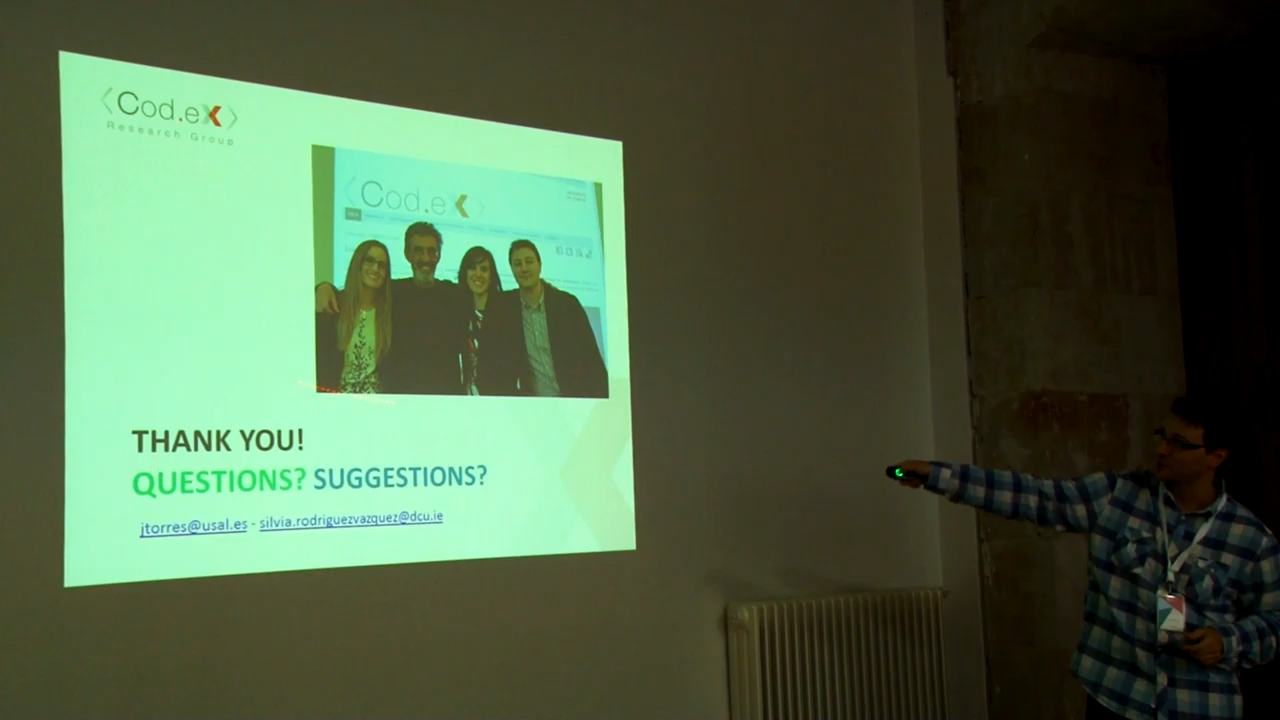 Cod.eX
Research Group
Cod.eX
THANK YOU!
QUESTIONS? SUGGESTIONS?
jtorres@usal.es - silvia.rodriguezvazquez@dcu.ie